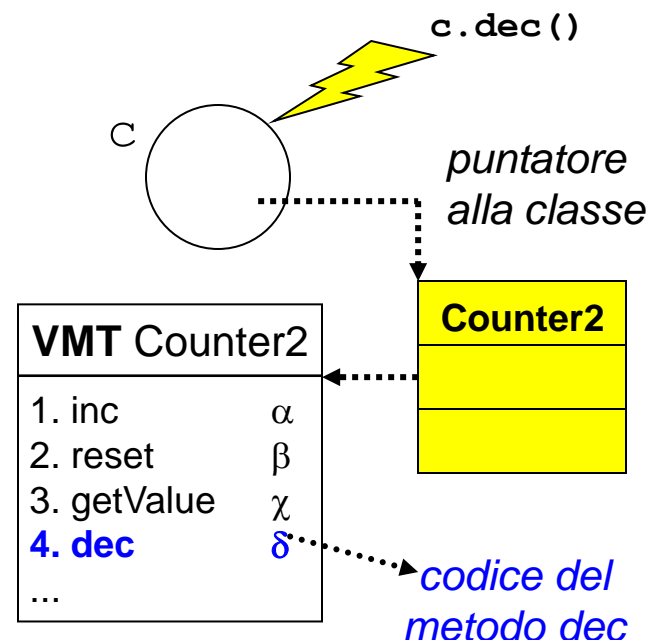 c.dec()
C
puntatore
alla classe
Counter2
VMT Counter2
1. inc α
2. reset β
3. getValue χ
4. dec δ
...
codice del
metodo dec